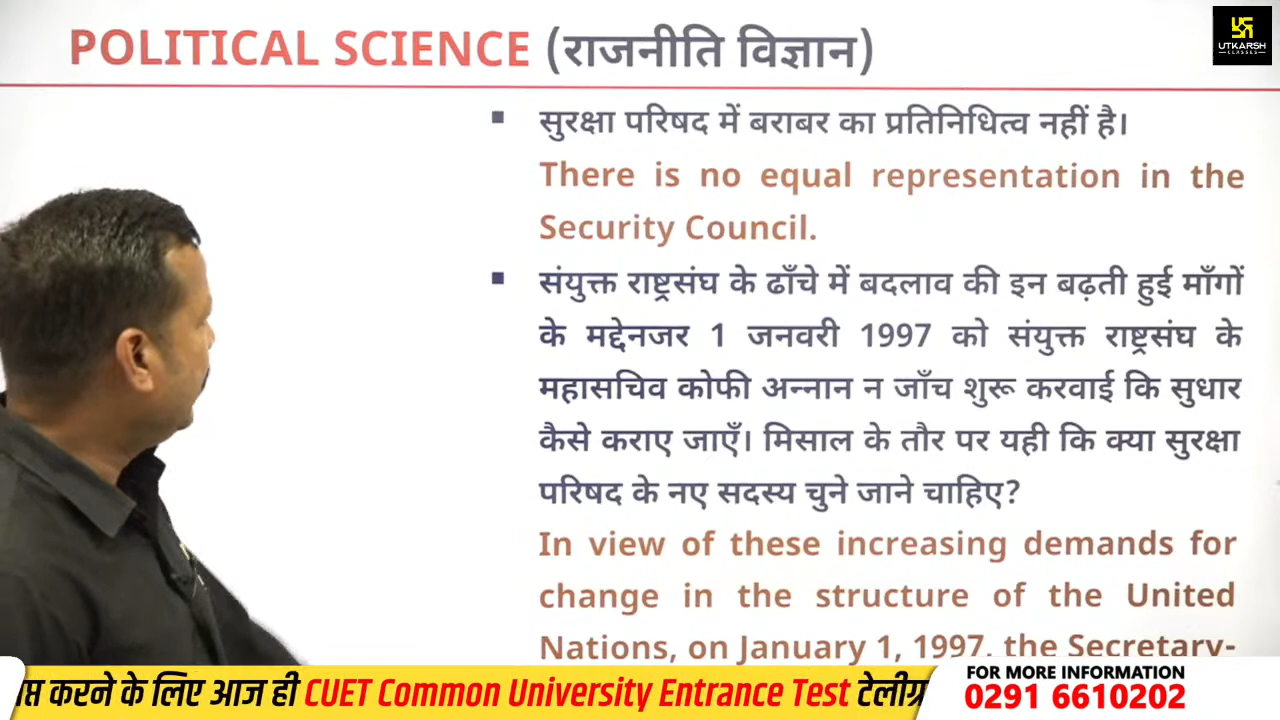 POLITICAL SCIENCE (राजनीति विज्ञान)
UTKARSH
CLASSES
▪ सुरक्षा परिषद में बराबर का प्रतिनिधित्व नहीं है।
There is no equal representation in the
Security Council.
▪ संयुक्त राष्ट्रसंघ के ढाँचे में बदलाव की इन बढ़ती हुई माँगों
के मद्देनजर 1 जनवरी 1997 को संयुक्त राष्ट्रसंघ के
महासचिव कोफी अन्नान न जाँच शुरू करवाई कि सुधार
कैसे कराए जाएँ। मिसाल के तौर पर यही कि क्या सुरक्षा
परिषद के नए सदस्य चुने जाने चाहिए?
In view of these increasing demands for
change in the structure of the United
Nations, on January 1, 1997, the Secretary-
करने के लिए आज ही CUET Common University Entrance Test
FOR MORE INFORMATION
0291 6610202